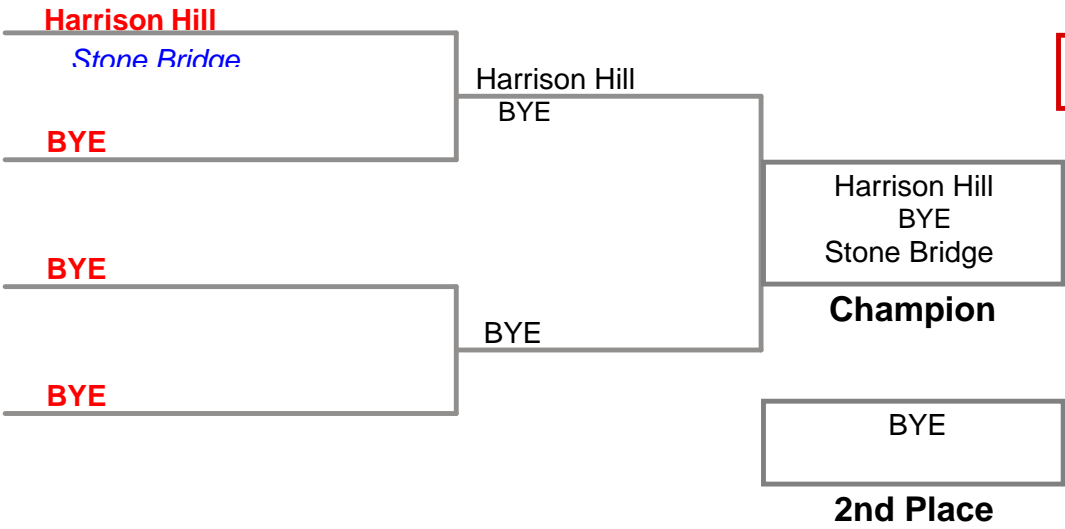 Harrison Hill
Stone Bridge
Harrison Hill
BYE
BYE
Harrison Hill
BYE
Stone Bridge
Champion
BYE
BYE
BYE
BYE
2nd Place